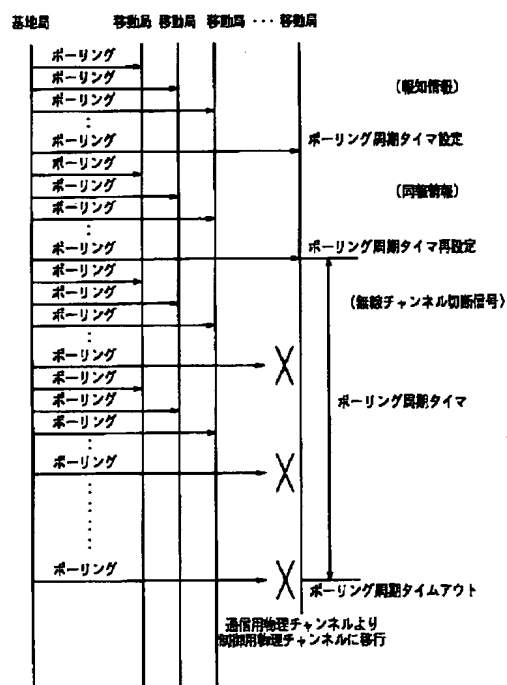 基地局 移動局 移動局 移動局 ··· 移動局
ポーリング
ポーリング
(報知情報)
ポーリング
:
ポーリング
ポーリング周期タイマ設定
ポーリング
ポーリング
(同報情報)
ポーリング
:
ポーリング
ポーリング周期タイマ再設定
ポーリング
ポーリング
(無線チャンネル切断信号)
ポーリング
:
ポーリング
ポーリング
ポーリング
ポーリング周期タイマ
ポーリング
:
ポーリング
:
ポーリング
ポーリング周期タイムアウト
通信用物理チャンネルより
制御用物理チャンネルに移行